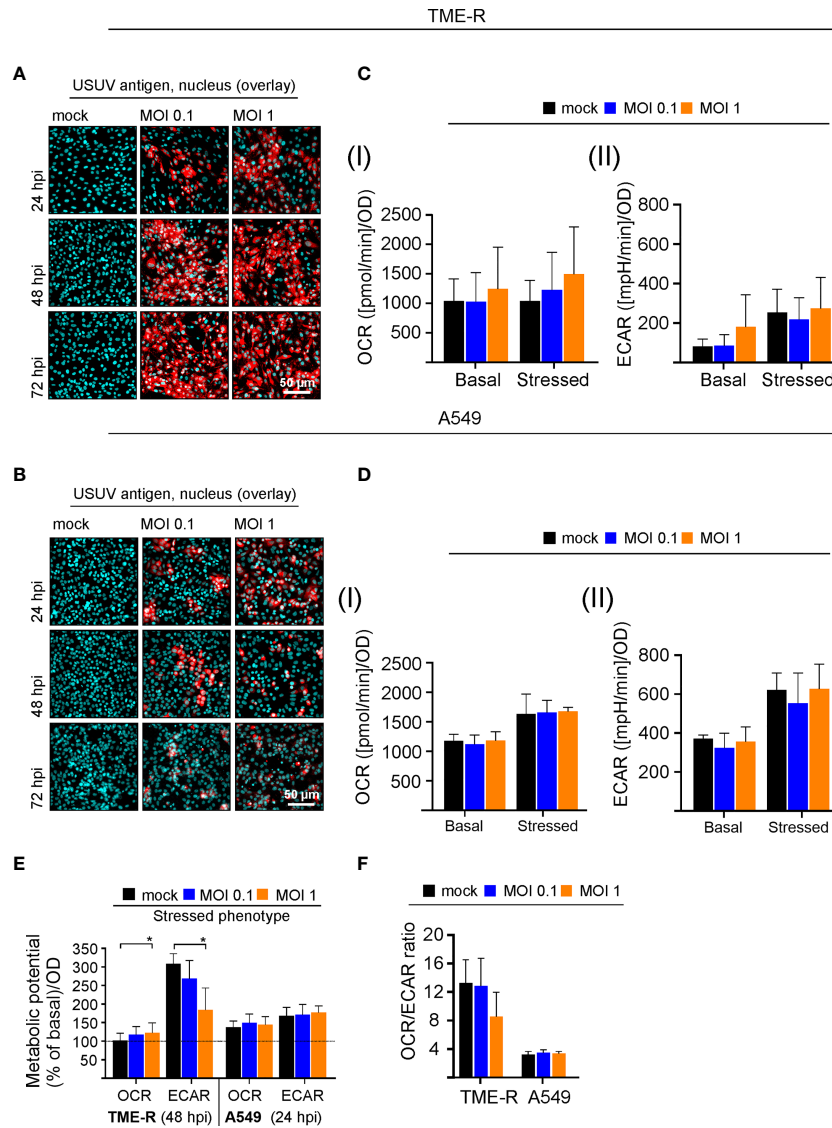 TME-R
A
USUV antigen, nucleus (overlay)
mock MOI 0.1 MOI 1
24 hpi
48 hpi
72 hpi
50 µm
C
mock MOI 0.1 MOI 1
(I)
OCR ([pmol/min]/OD)
2500
2000
1500
1000
500
Basal Stressed
(II)
ECAR ([mpH/min]/OD)
800
600
400
200
Basal Stressed
A549
B
USUV antigen, nucleus (overlay)
mock MOI 0.1 MOI 1
24 hpi
48 hpi
72 hpi
50 µm
D
mock MOI 0.1 MOI 1
(I)
OCR ([pmol/min]/OD)
2500
2000
1500
1000
500
Basal Stressed
(II)
ECAR ([mpH/min]/OD)
800
600
400
200
Basal Stressed
E
mock MOI 0.1 MOI 1
Stressed phenotype
Metabolic potential
(% of basal)/OD
350
300
250
200
150
100
* *
OCR ECAR OCR ECAR
TME-R (48 hpi) A549 (24 hpi)
F
mock MOI 0.1 MOI 1
OCR/ECAR ratio
20
16
12
8
4
TME-R A549